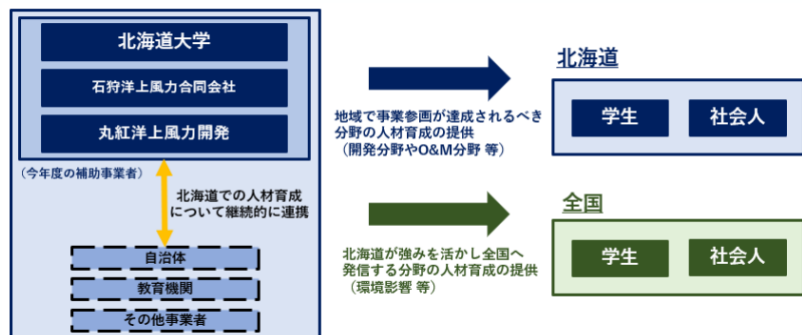 北海道大学
石狩洋上風力合同会社
丸紅洋上風力開発
（今年度の補助事業者）
北海道での人材育成
について継続的に連携
自治体
教育機関
その他事業者
地域で事業参画が達成されるべき
分野の人材育成の提供
（開発分野やO&M分野 等）
北海道が強みを活かし全国へ
発信する分野の人材育成の提供
（環境影響 等）
北海道
学生
社会人
全国
学生
社会人